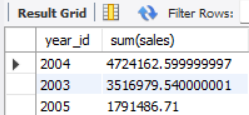 Result Grid Filter Rows:
year_id sum(sales)
2004 4724162.599999997
2003 3516979.540000001
2005 1791486.71